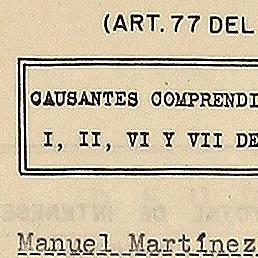 (ART. 77 DEL
CAUSANTES COMPRENDI
I, II, VI Y VII DE
Manuel Martínez